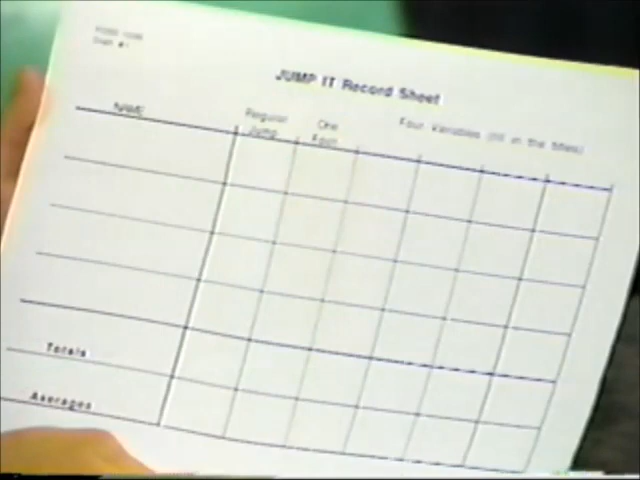 JUMP IT Record Sheet
NAME
Regular
Jump
One
Foot
Four Variables (fill in the titles)
Totals
Averages